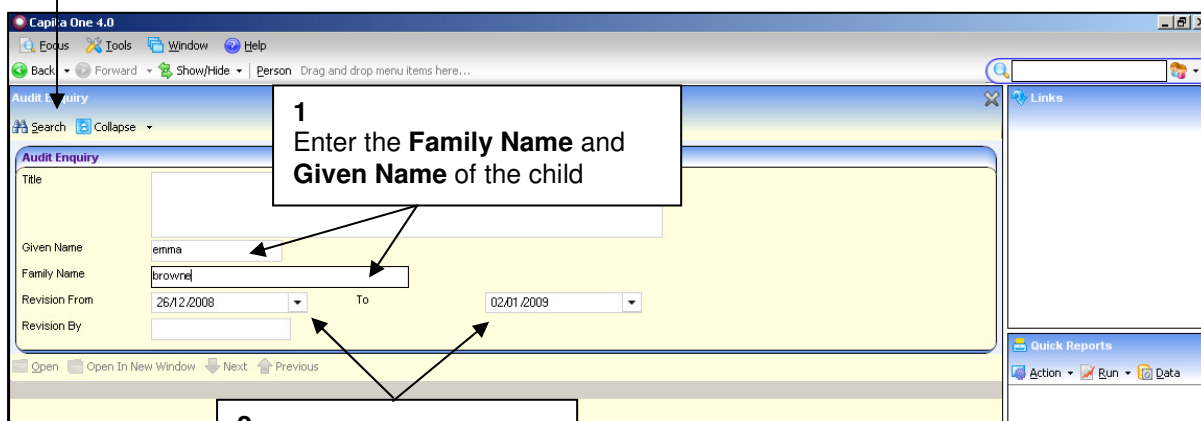 Capita One 4.0
Focus Tools Window Help
Back Forward Show/Hide Person Drag and drop menu items here...
Audit Enquiry
Links
Search Collapse
1
Enter the Family Name and
Given Name of the child
Audit Enquiry
Title
Given Name emma
Family Name browne
Revision From 26/12/2008 To 02/01/2009
Revision By
Open Open In New Window Next Previous
Quick Reports
Action Run Data